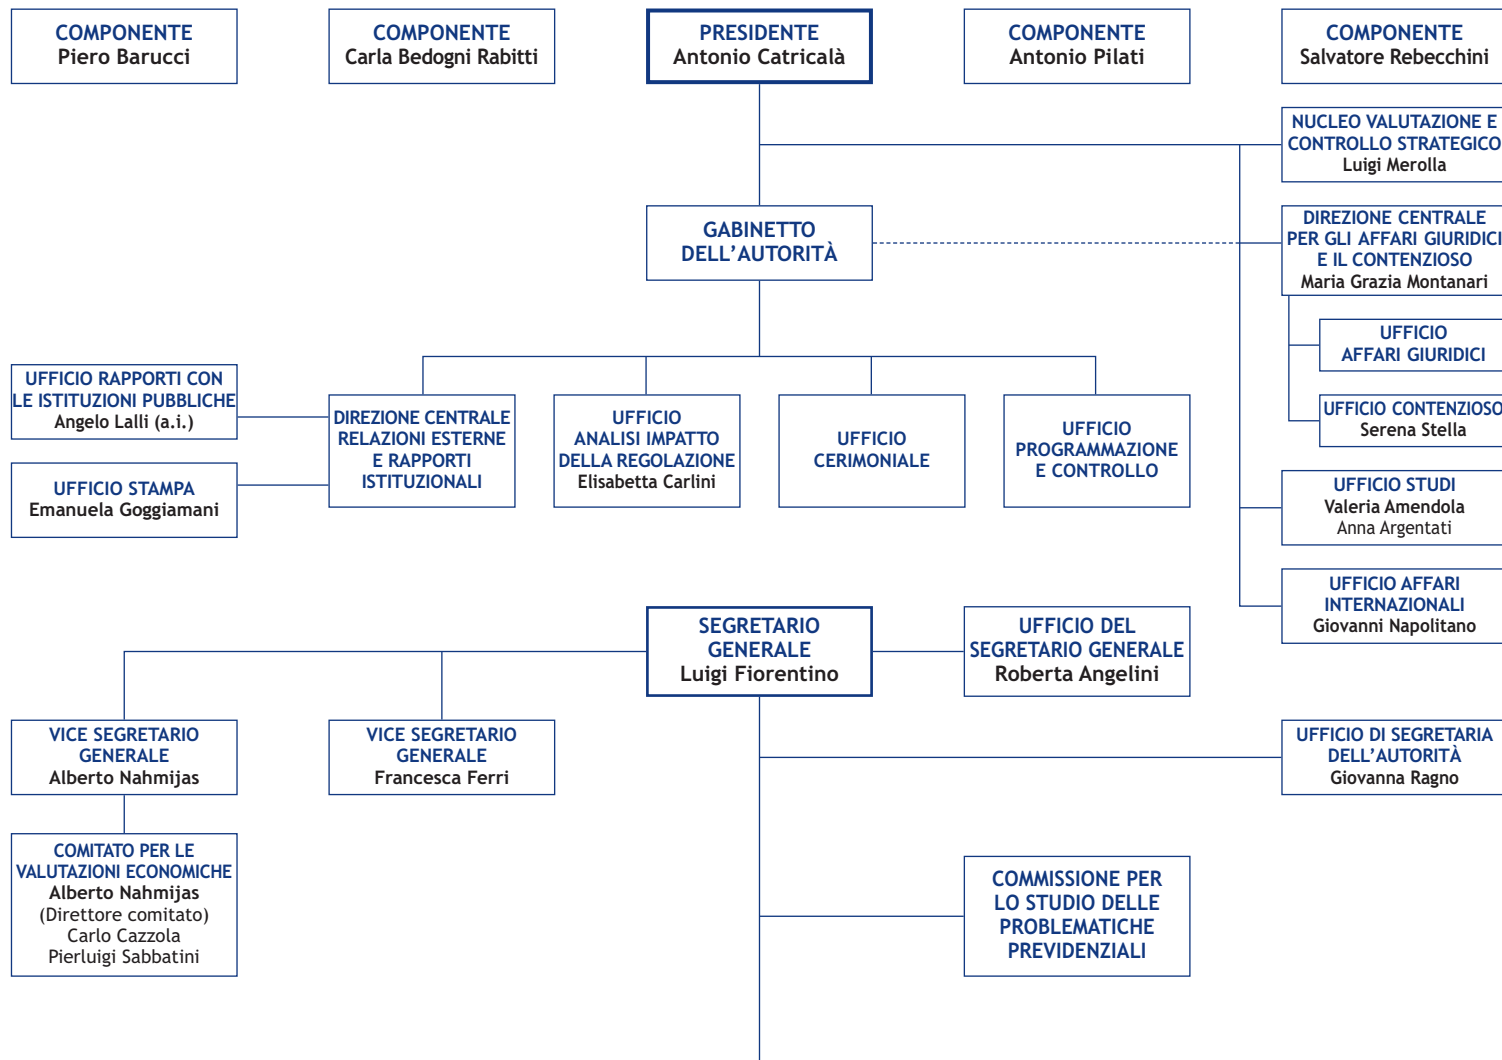 COMPONENTE
Piero Barucci
COMPONENTE
Carla Bedogni Rabitti
PRESIDENTE
Antonio Catricalà
COMPONENTE
Antonio Pilati
COMPONENTE
Salvatore Rebecchini
NUCLEO VALUTAZIONE E
CONTROLLO STRATEGICO
Luigi Merolla
GABINETTO
DELL'AUTORITÀ
DIREZIONE CENTRALE
PER GLI AFFARI GIURIDICI
E IL CONTENZIOSO
Maria Grazia Montanari
UFFICIO
AFFARI GIURIDICI
UFFICIO CONTENZIOSO
Serena Stella
UFFICIO RAPPORTI CON
LE ISTITUZIONI PUBBLICHE
Angelo Lalli (a.i.)
UFFICIO STAMPA
Emanuela Goggiamani
DIREZIONE CENTRALE
RELAZIONI ESTERNE
E RAPPORTI
ISTITUZIONALI
UFFICIO
ANALISI IMPATTO
DELLA REGOLAZIONE
Elisabetta Carlini
UFFICIO
CERIMONIALE
UFFICIO
PROGRAMMAZIONE
E CONTROLLO
UFFICIO STUDI
Valeria Amendola
Anna Argentati
UFFICIO AFFARI
INTERNAZIONALI
Giovanni Napolitano
SEGRETARIO
GENERALE
Luigi Fiorentino
UFFICIO DEL
SEGRETARIO GENERALE
Roberta Angelini
VICE SEGRETARIO
GENERALE
Alberto Nahmijas
VICE SEGRETARIO
GENERALE
Francesca Ferri
UFFICIO DI SEGRETARIA
DELL'AUTORITÀ
Giovanna Ragno
COMITATO PER LE
VALUTAZIONI ECONOMICHE
Alberto Nahmijas
(Direttore comitato)
Carlo Cazzola
Pierluigi Sabbatini
COMMISSIONE PER
LO STUDIO DELLE
PROBLEMATICHE
PREVIDENZIALI